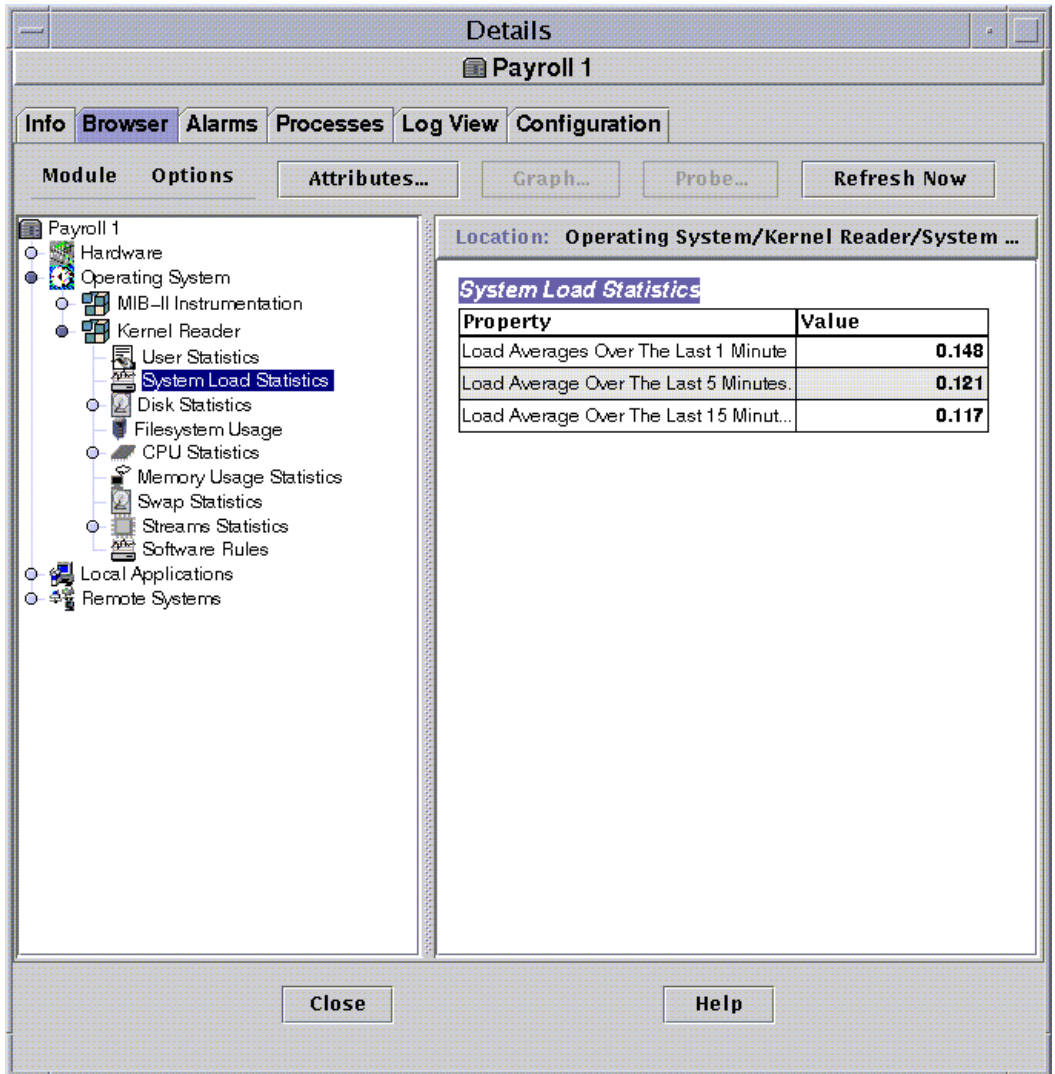 Details
Payroll 1
Info Browser Alarms Processes Log View Configuration
Module Options Attributes... Graph... Probe... Refresh Now
Payroll 1
Hardware
Operating System
MIB-II Instrumentation
Kernel Reader
User Statistics
System Load Statistics
Disk Statistics
Filesystem Usage
CPU Statistics
Memory Usage Statistics
Swap Statistics
Streams Statistics
Software Rules
Local Applications
Remote Systems
Location: Operating System/Kernel Reader/System ...
System Load Statistics
Property Value
Load Averages Over The Last 1 Minute 0.148
Load Average Over The Last 5 Minutes. 0.121
Load Average Over The Last 15 Minut... 0.117
Close Help